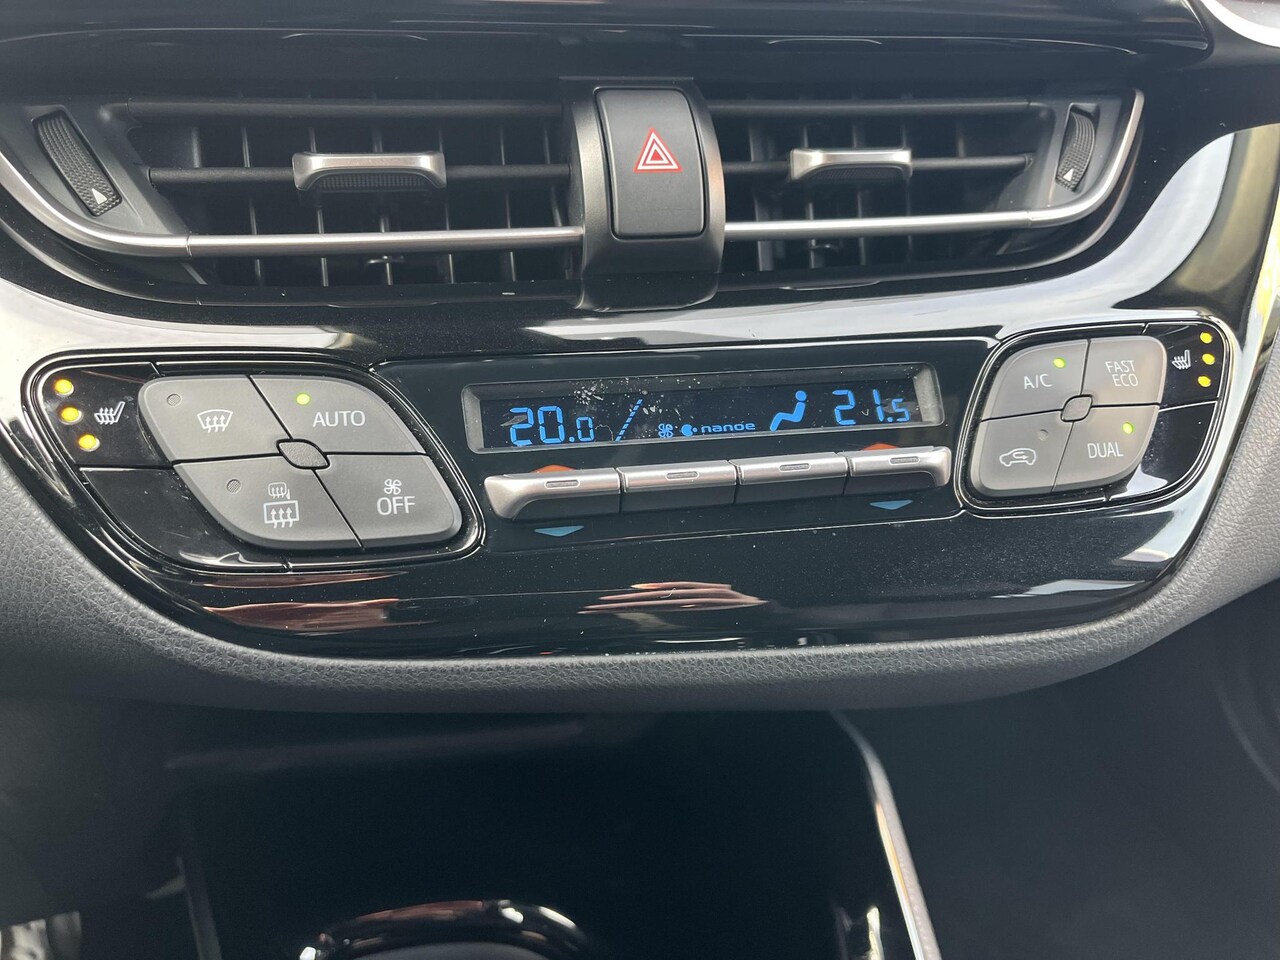 AUTO
OFF
20.0 nanoe 21.5
A/C FAST
ECO
DUAL